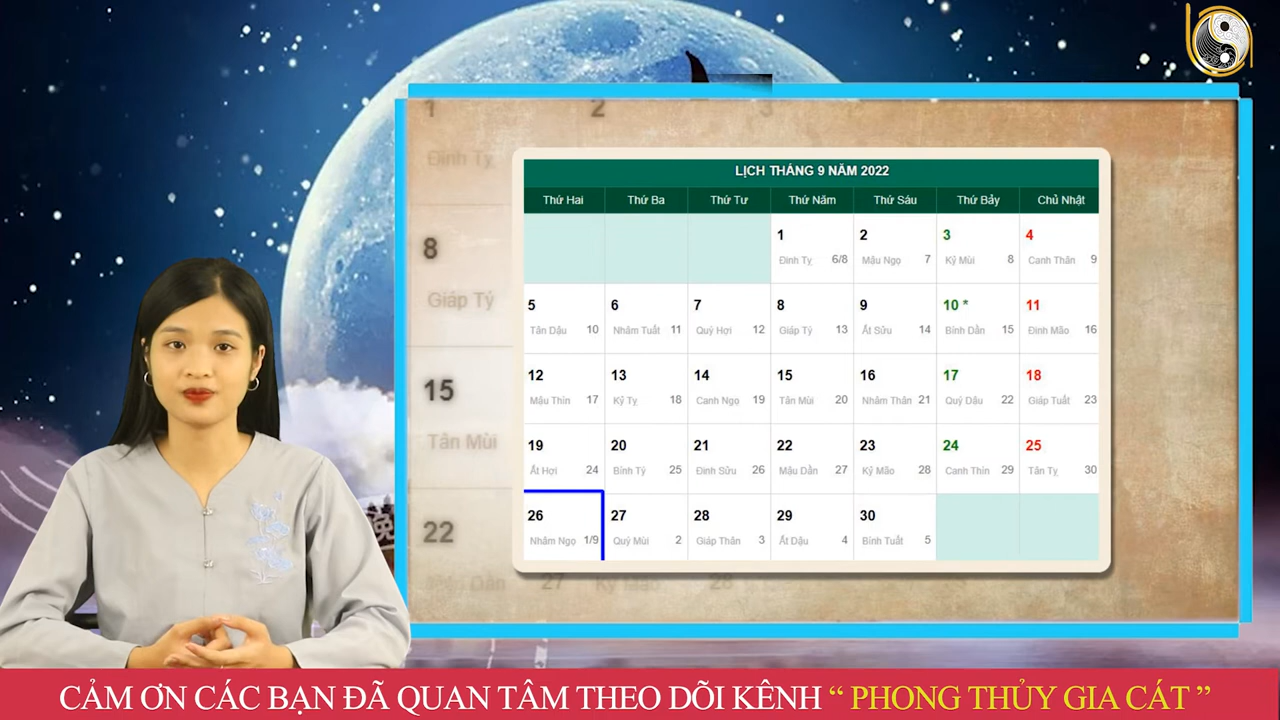 1 2 3
Đinh Tỵ
8
Giáp Tý
15
Tân Mùi
22
27 Kỷ Mão 28
LỊCH THÁNG 9 NĂM 2022
Thứ Hai Thứ Ba Thứ Tư Thứ Năm Thứ Sáu Thứ Bảy Chủ Nhật
1 2 3 4
Đinh Tỵ 6/8 Mậu Ngọ 7 Kỷ Mùi 8 Canh Thân 9
5 6 7 8 9 10 * 11
Tân Dậu 10 Nhâm Tuất 11 Quý Hợi 12 Giáp Tý 13 Ất Sửu 14 Bính Dần 15 Đinh Mão 16
12 13 14 15 16 17 18
Mậu Thìn 17 Kỷ Tỵ 18 Canh Ngọ 19 Tân Mùi 20 Nhâm Thân 21 Quý Dậu 22 Giáp Tuất 23
19 20 21 22 23 24 25
Ất Hợi 24 Bính Tý 25 Đinh Sửu 26 Mậu Dần 27 Kỷ Mão 28 Canh Thìn 29 Tân Tỵ 30
26 27 28 29 30
Nhâm Ngọ 1/9 Quý Mùi 2 Giáp Thân 3 Ất Dậu 4 Bính Tuất 5
CẢM ƠN CÁC BẠN ĐÃ QUAN TÂM THEO DÕI KÊNH “ PHONG THỦY GIA CÁT ”